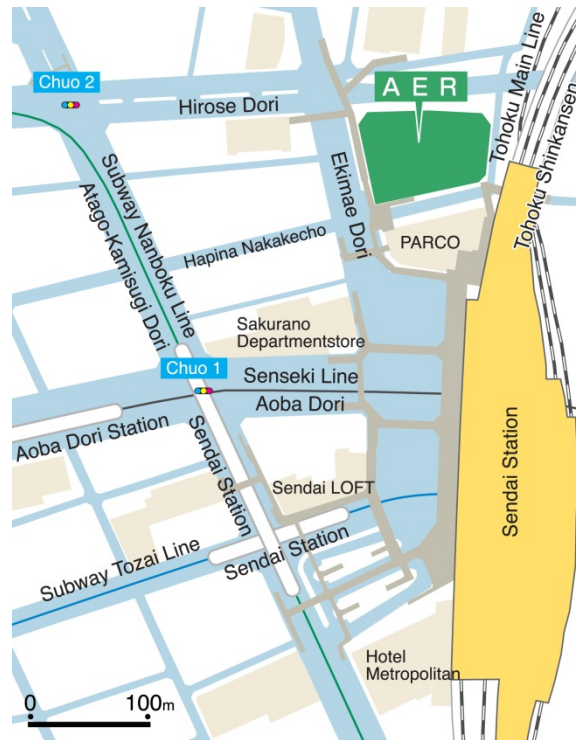 Chuo 2
Hirose Dori
A E R
Tohoku Main Line
Tohoku Shinkansen
Subway Nanboku Line
Atago-Kamisugi Dori
Ekimae Dori
Hapina Nakakecho
PARCO
Sakurano
Departmentstore
Chuo 1
Senseki Line
Aoba Dori
Aoba Dori Station
Sendai Station
Sendai LOFT
Sendai Station
Sendai Station
Subway Tozai Line
Hotel
Metropolitan
0 100m